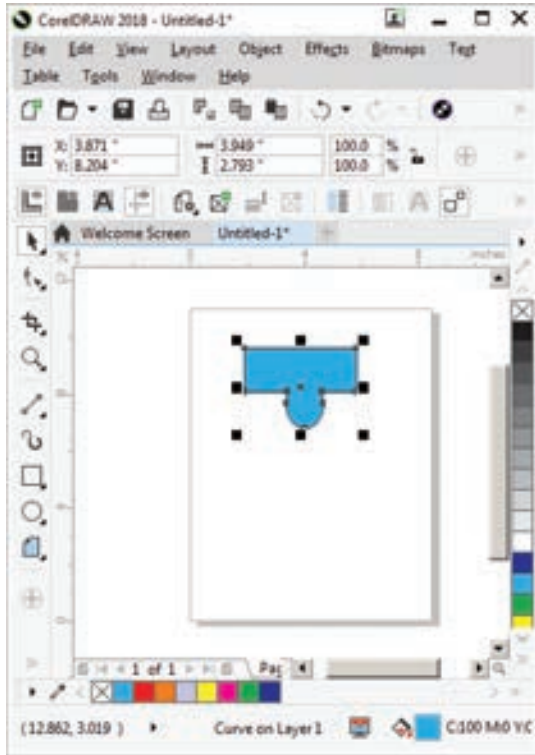 CorelDRAW 2018 - Untitled-1*
File Edit View Layout Object Effects Bitmaps Text
Table Tools Window Help
X: 3.871 " 3.949 " 100.0 %
Y: 8.204 " 2.793 " 100.0 %
Welcome Screen Untitled-1*
inches
1 of 1 Pag
(12.862, 3.019 ) Curve on Layer 1 C:100 M:0 Y:0